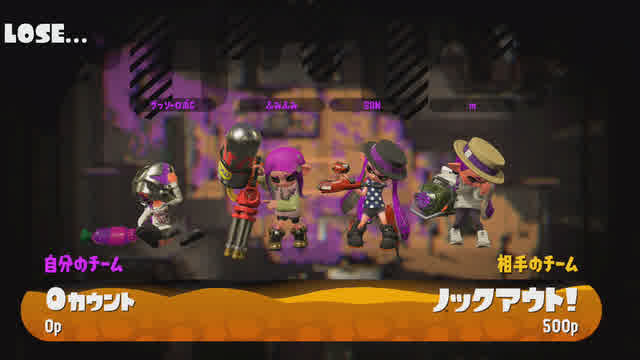 LOSE...
ふみふみ
SON
m
自分のチーム
相手のチーム
0カウント
ノックアウト!
0p
500p